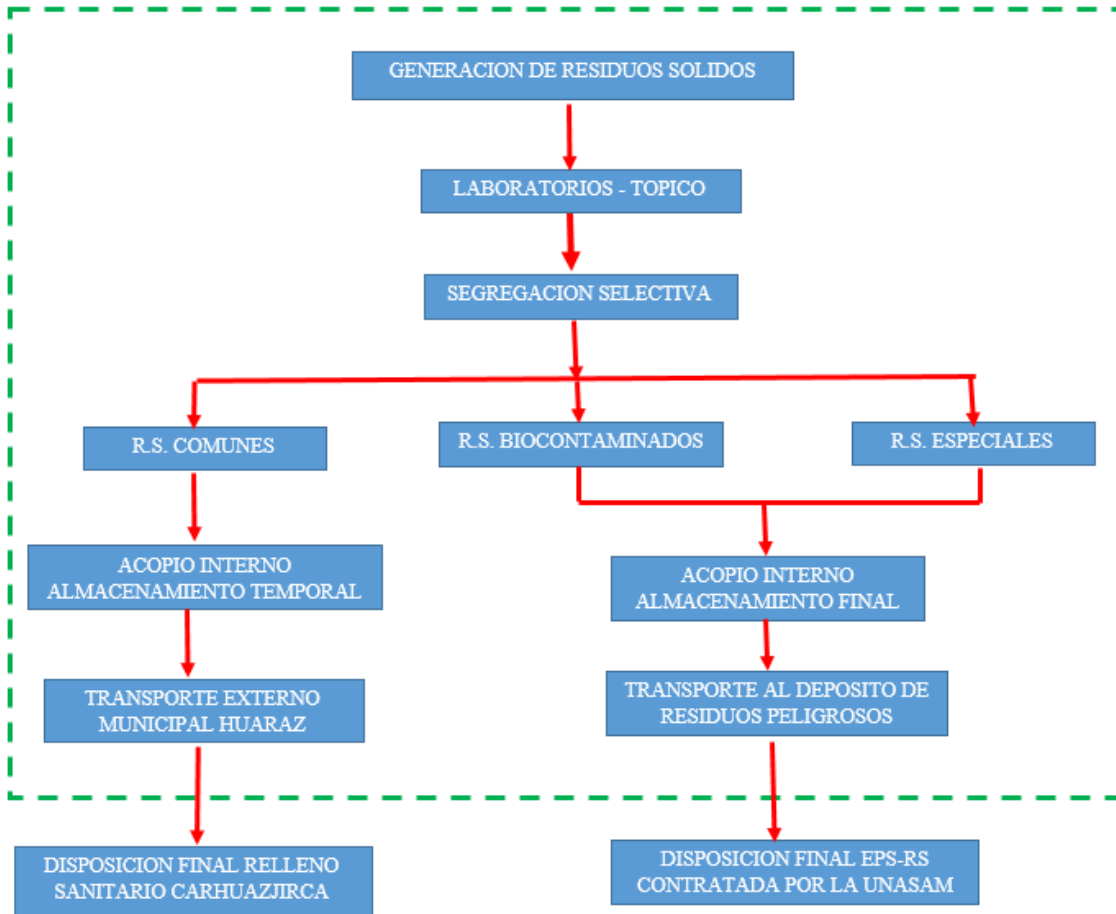 GENERACION DE RESIDUOS SOLIDOS
LABORATORIOS - TOPICO
SEGREGACION SELECTIVA
R.S. COMUNES
R.S. BIOCONTAMINADOS
R.S. ESPECIALES
ACOPIO INTERNO
ALMACENAMIENTO TEMPORAL
ACOPIO INTERNO
ALMACENAMIENTO FINAL
TRANSPORTE EXTERNO
MUNICIPAL HUARAZ
TRANSPORTE AL DEPOSITO DE
RESIDUOS PELIGROSOS
DISPOSICION FINAL RELLENO
SANITARIO CARHUAZJIRCA
DISPOSICION FINAL EPS-RS
CONTRATADA POR LA UNASAM